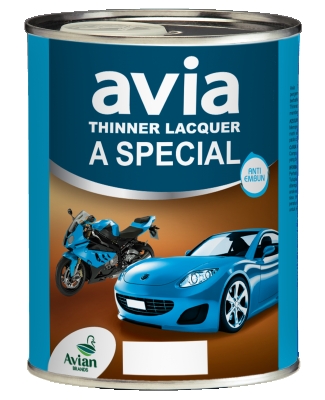 avia
THINNER LACQUER
A SPECIAL
ANTI
EMBUN
Avian
BRANDS